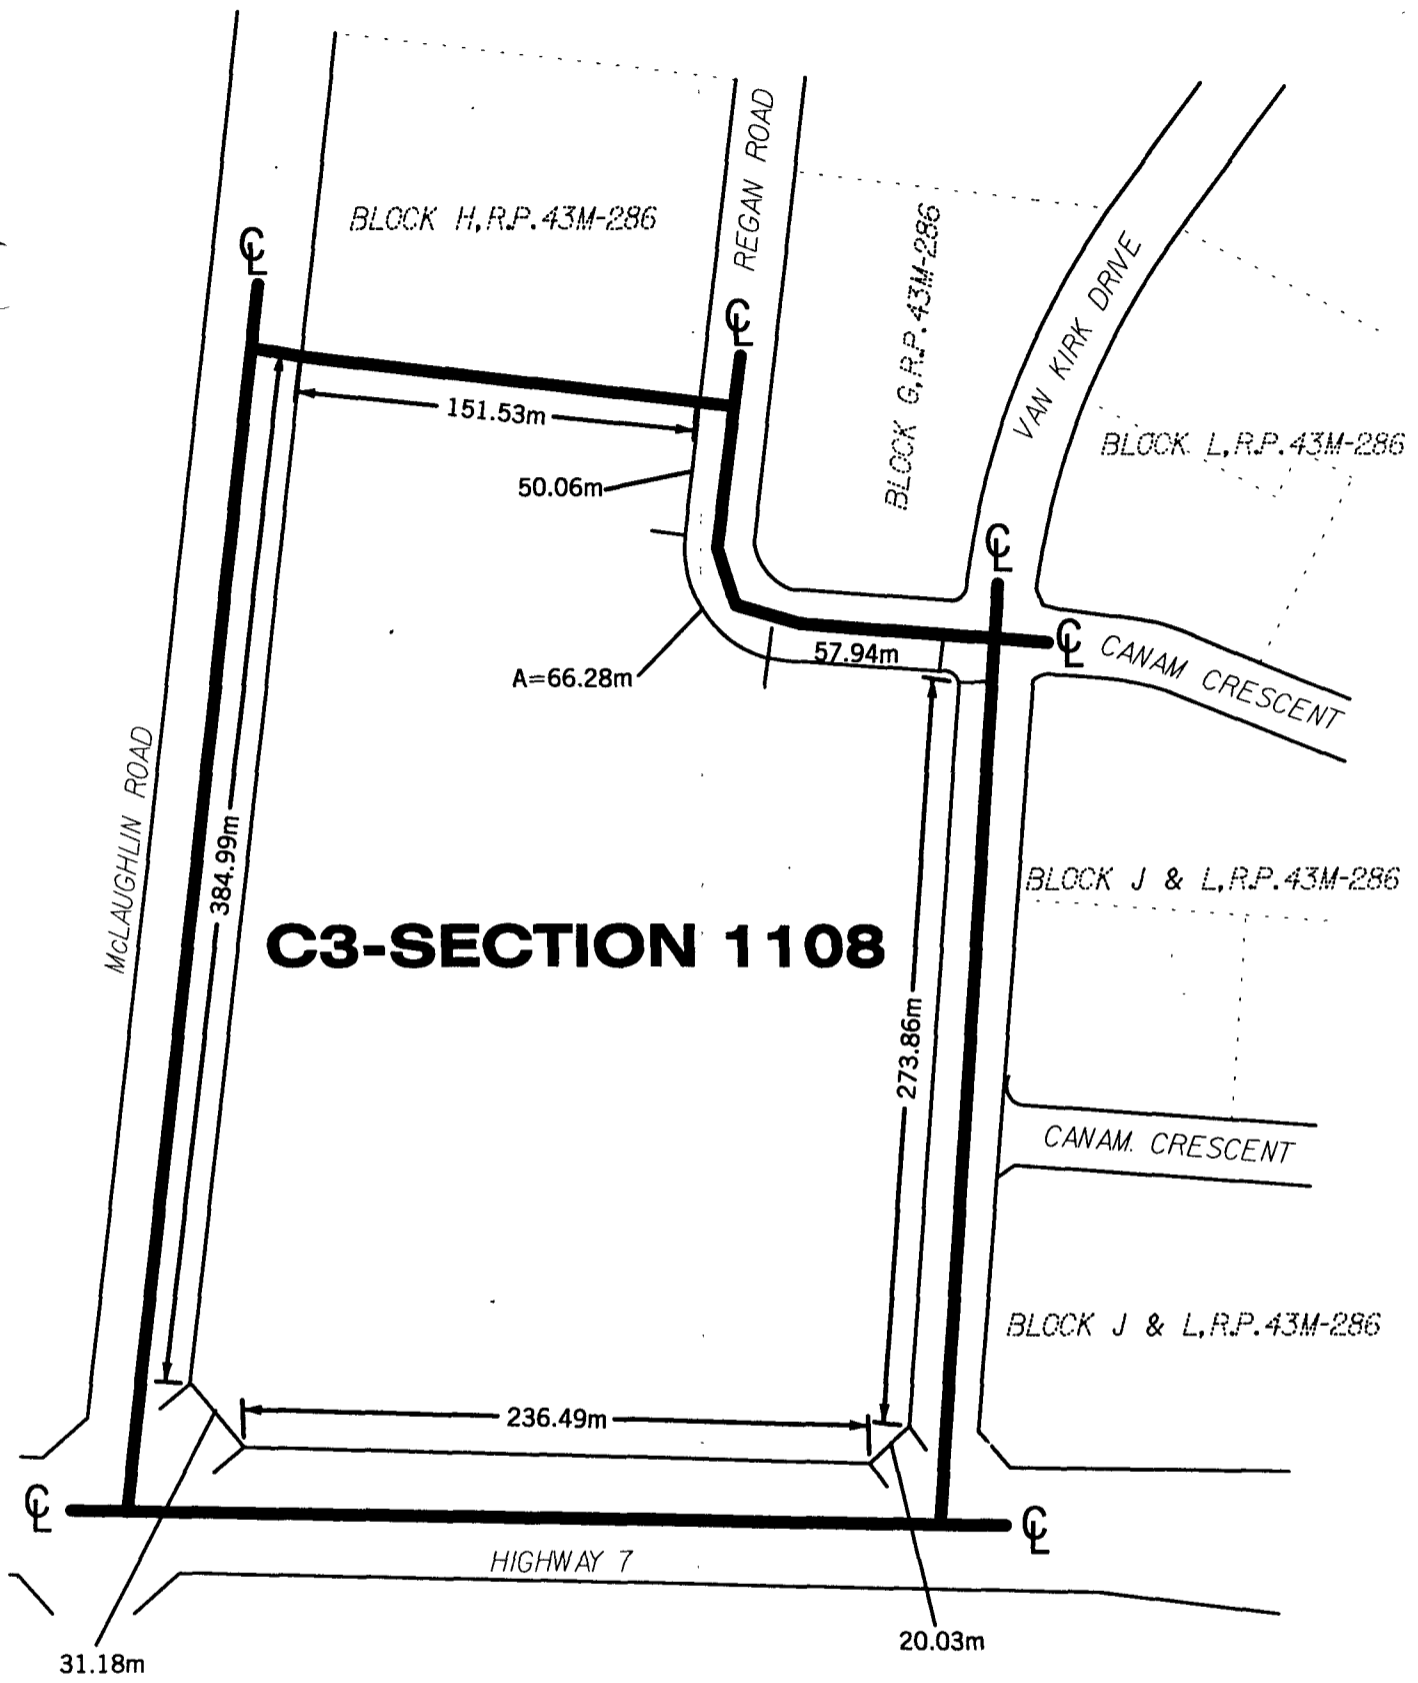 REGAN ROAD
BLOCK H,R.P.43M-286
BLOCK G,R.P.43M-286
VAN KIRK DRIVE
℄
℄
151.53m
BLOCK L,R.P.43M-286
50.06m
℄
℄
CANAM CRESCENT
57.94m
A=66.28m
McLAUGHLIN ROAD
384.99m
BLOCK J & L,R.P.43M-286
C3-SECTION 1108
273.86m
CANAM. CRESCENT
BLOCK J & L,R.P.43M-286
236.49m
℄
℄
HIGHWAY 7
20.03m
31.18m